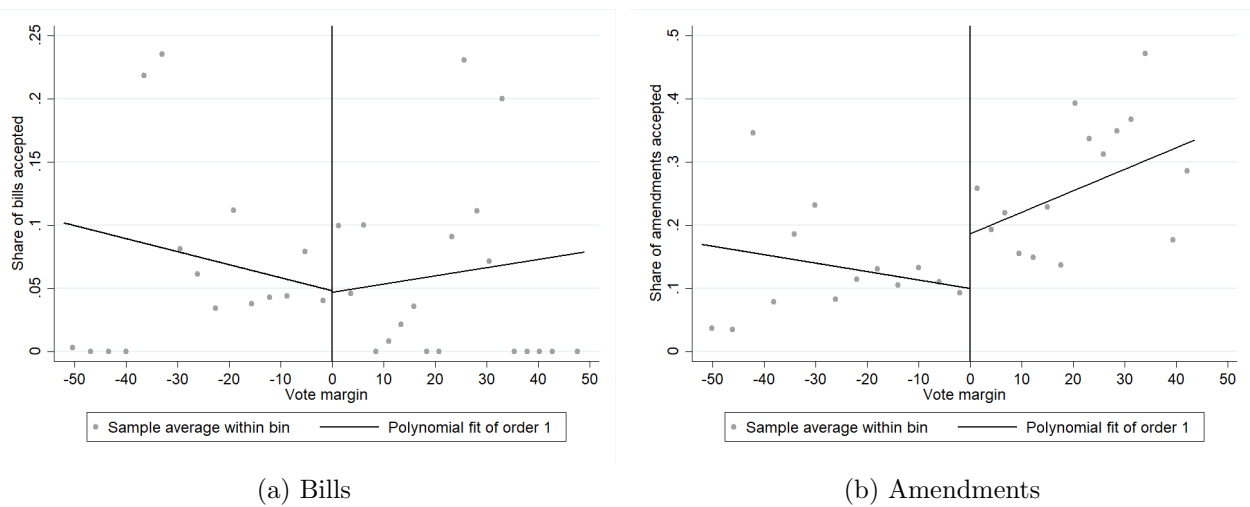 Share of bills accepted
.25
.2
.15
.1
.05
0
-50 -40 -30 -20 -10 0 10 20 30 40 50
Vote margin
Sample average within bin Polynomial fit of order 1
(a) Bills
Share of amendments accepted
.5
.4
.3
.2
.1
0
-50 -40 -30 -20 -10 0 10 20 30 40 50
Vote margin
Sample average within bin Polynomial fit of order 1
(b) Amendments